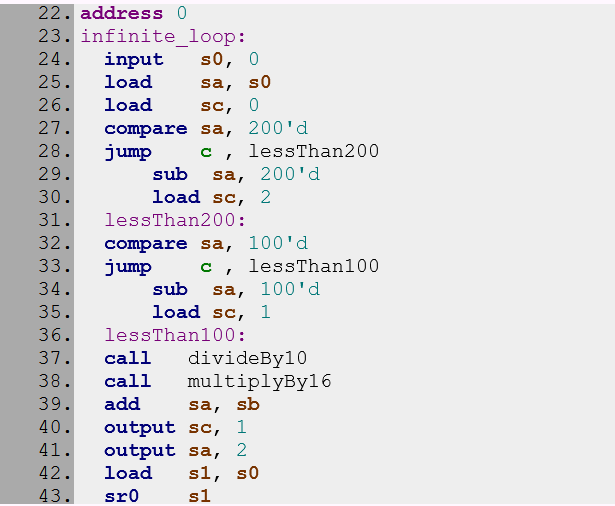 22. address 0
23. infinite_loop:
24. input s0, 0
25. load sa, s0
26. load sc, 0
27. compare sa, 200'd
28. jump c , lessThan200
29. sub sa, 200'd
30. load sc, 2
31. lessThan200:
32. compare sa, 100'd
33. jump c , lessThan100
34. sub sa, 100'd
35. load sc, 1
36. lessThan100:
37. call divideBy10
38. call multiplyBy16
39. add sa, sb
40. output sc, 1
41. output sa, 2
42. load s1, s0
43. sr0 s1